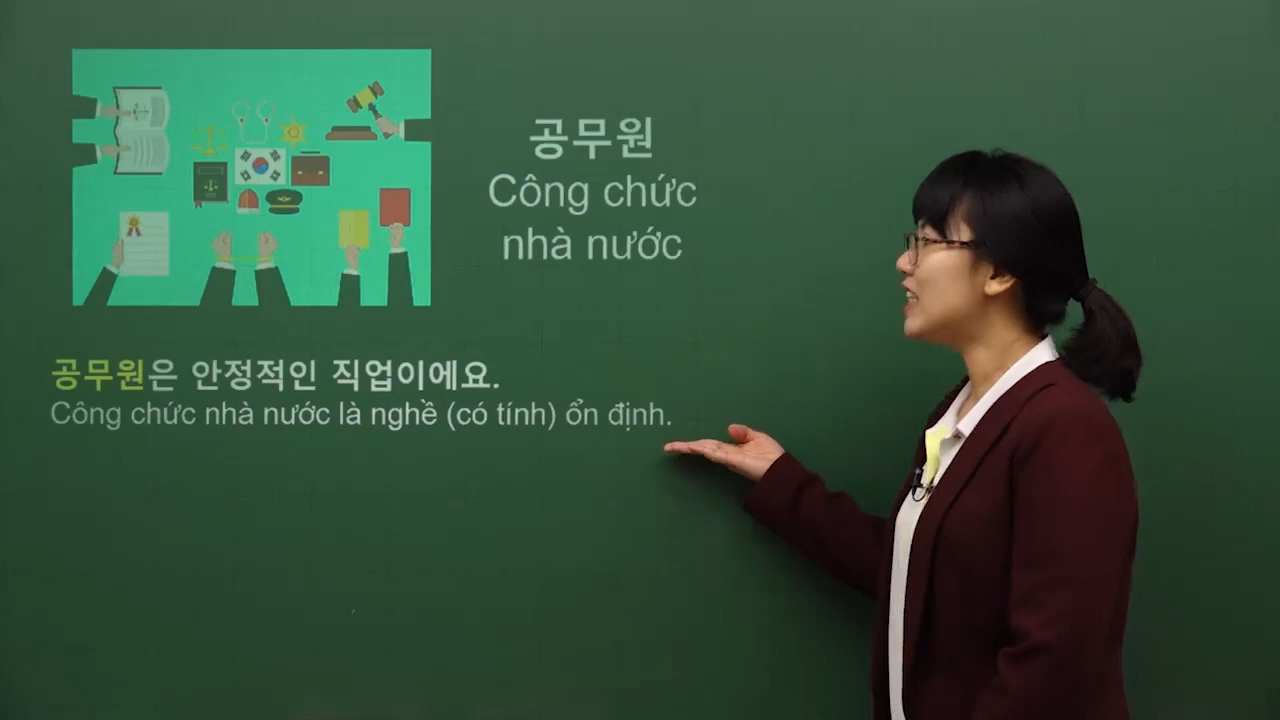 공무원
Công chức
nhà nước
공무원은 안정적인 직업이에요.
Công chức nhà nước là nghề (có tính) ổn định.